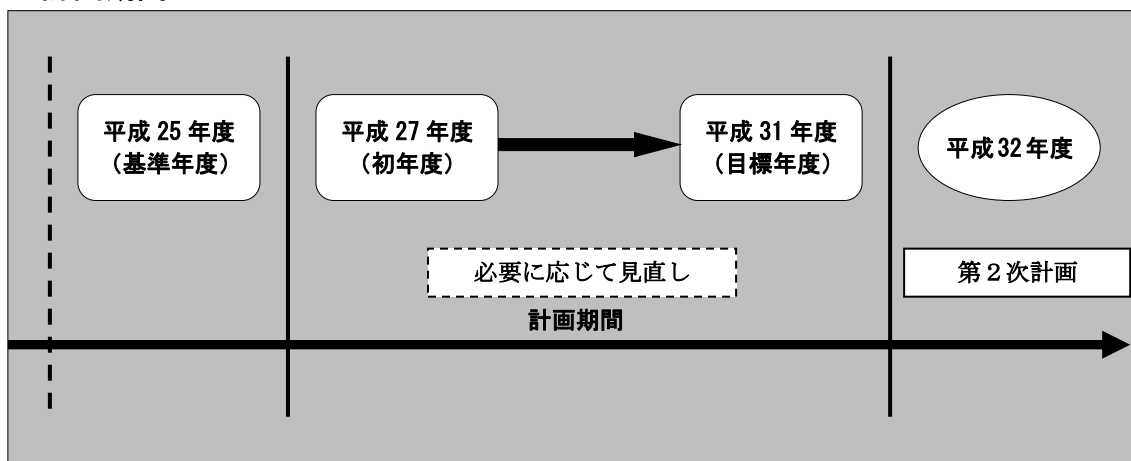 平成 25 年度
（基準年度）
平成 27 年度
（初年度）
平成 31 年度
（目標年度）
平成 32 年度
必要に応じて見直し
第２次計画
計画期間